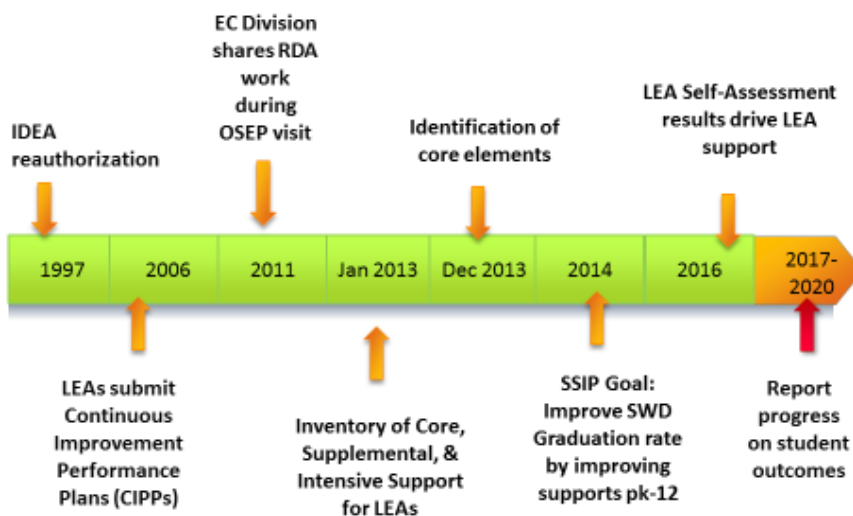 EC Division
shares RDA
work
during
OSEP visit
IDEA
reauthorization
Identification of
core elements
LEA Self-Assessment
results drive LEA
support
1997
2006
2011
Jan 2013
Dec 2013
2014
2016
2017-
2020
LEAs submit
Continuous
Improvement
Performance
Plans (CIPPs)
Inventory of Core,
Supplemental, &
Intensive Support
for LEAs
SSIP Goal:
Improve SWD
Graduation rate
by improving
supports pk-12
Report
progress
on student
outcomes